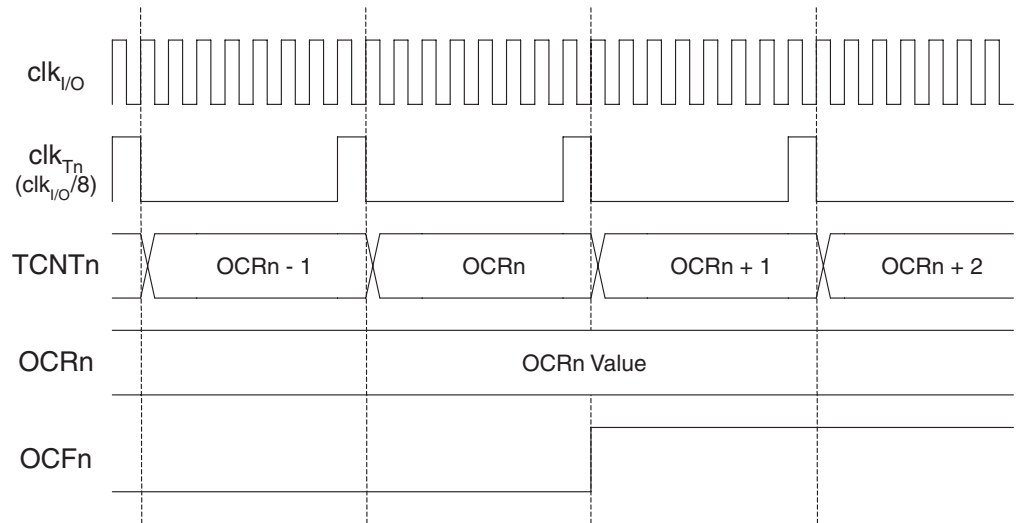 clkI/O
clkTn
(clkI/O/8)
TCNTn
OCRn - 1
OCRn
OCRn + 1
OCRn + 2
OCRn
OCRn Value
OCFn